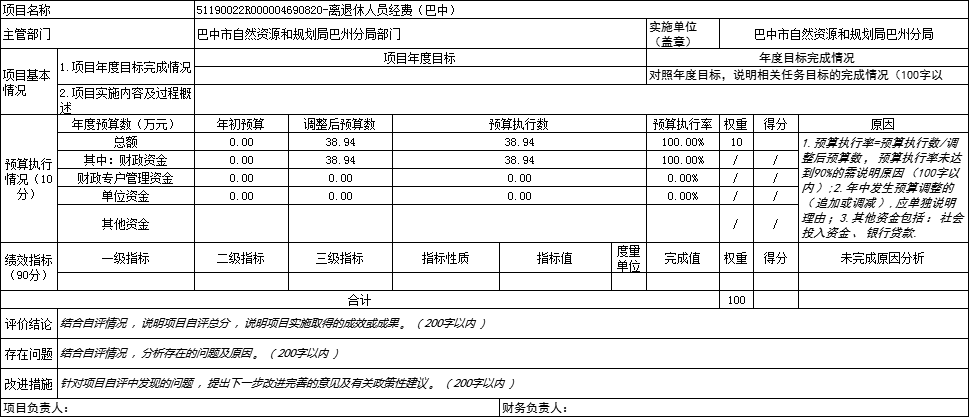 项目名称 51190022R000004690820-离退休人员经费（巴中）
主管部门 巴中市自然资源和规划局巴州分局部门 实施单位（盖章） 巴中市自然资源和规划局巴州分局
项目基本情况 1.项目年度目标完成情况 项目年度目标 年度目标完成情况
对照年度目标，说明相关任务目标的完成情况（100字以
2.项目实施内容及过程概述
预算执行情况（10分） 年度预算数（万元） 年初预算 调整后预算数 预算执行数 预算执行率 权重 得分 原因
总额 0.00 38.94 38.94 100.00% 10
其中：财政资金 0.00 38.94 38.94 100.00% / /
财政专户管理资金 0.00 0.00 0.00 0.00% / /
单位资金 0.00 0.00 0.00 0.00% / /
其他资金 / /
1.预算执行率=预算执行数/调
整后预算数，预算执行率未达
到90%的需说明原因（100字以
内）;2.年中发生预算调整的
（追加或调减）,应单独说明
理由；3.其他资金包括：社会
投入资金、银行贷款.
绩效指标（90分） 一级指标 二级指标 三级指标 指标性质 指标值 度量单位 完成值 权重 得分 未完成原因分析
合计 100
评价结论 结合自评情况，说明项目自评总分，说明项目实施取得的成效或成果。（200字以内）
存在问题 结合自评情况，分析存在的问题及原因。（200字以内）
改进措施 针对项目自评中发现的问题，提出下一步改进完善的意见及有关政策性建议。（200字以内）
项目负责人： 财务负责人：